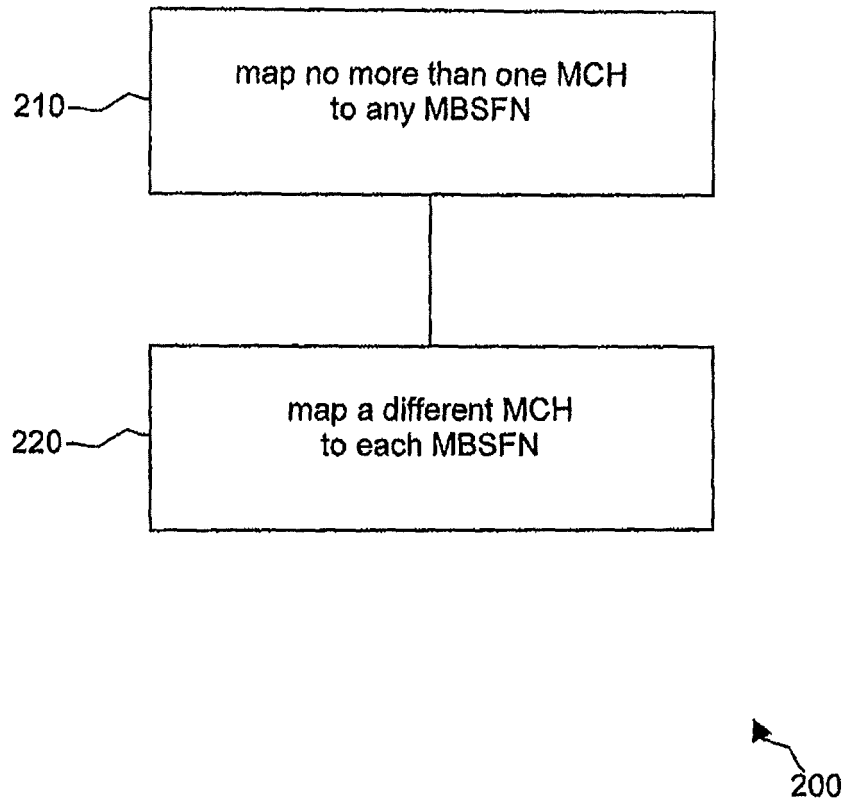 map no more than one MCH
to any MBSFN
210
map a different MCH
to each MBSFN
220
200